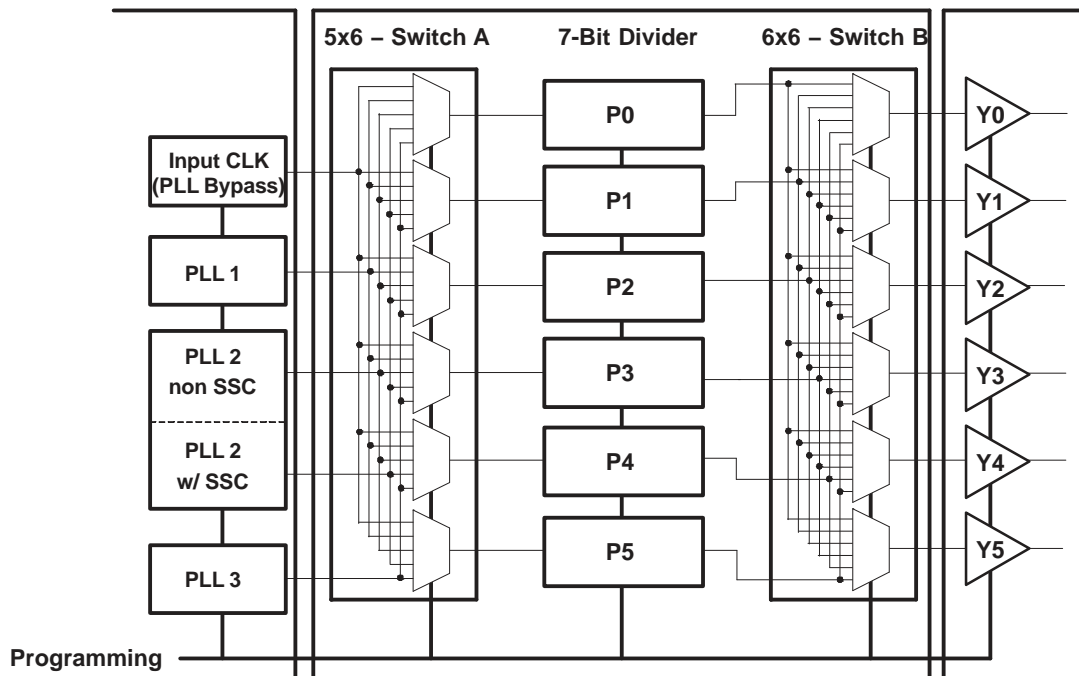 5x6 – Switch A
7-Bit Divider
6x6 – Switch B
Input CLK
(PLL Bypass)
PLL 1
PLL 2
non SSC
PLL 2
w/ SSC
PLL 3
P0
P1
P2
P3
P4
P5
Y0
Y1
Y2
Y3
Y4
Y5
Programming